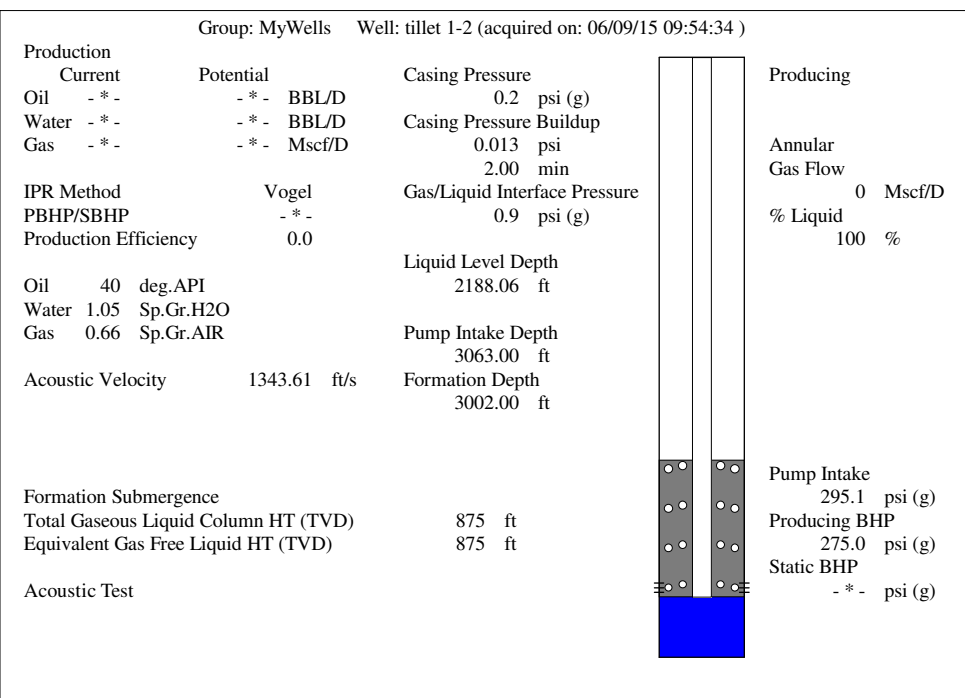 Group: MyWells Well: tillet 1-2 (acquired on: 06/09/15 09:54:34 )
Production
Current Potential
Oil - * - - * - BBL/D
Water - * - - * - BBL/D
Gas - * - - * - Mscf/D
IPR Method Vogel
PBHP/SBHP - * -
Production Efficiency 0.0
Oil 40 deg.API
Water 1.05 Sp.Gr.H2O
Gas 0.66 Sp.Gr.AIR
Acoustic Velocity 1343.61 ft/s
Casing Pressure
0.2 psi (g)
Casing Pressure Buildup
0.013 psi
2.00 min
Gas/Liquid Interface Pressure
0.9 psi (g)
Liquid Level Depth
2188.06 ft
Pump Intake Depth
3063.00 ft
Formation Depth
3002.00 ft
Formation Submergence
Total Gaseous Liquid Column HT (TVD) 875 ft
Equivalent Gas Free Liquid HT (TVD) 875 ft
Acoustic Test
Producing
Annular
Gas Flow
0 Mscf/D
% Liquid
100 %
Pump Intake
295.1 psi (g)
Producing BHP
275.0 psi (g)
Static BHP
- * - psi (g)